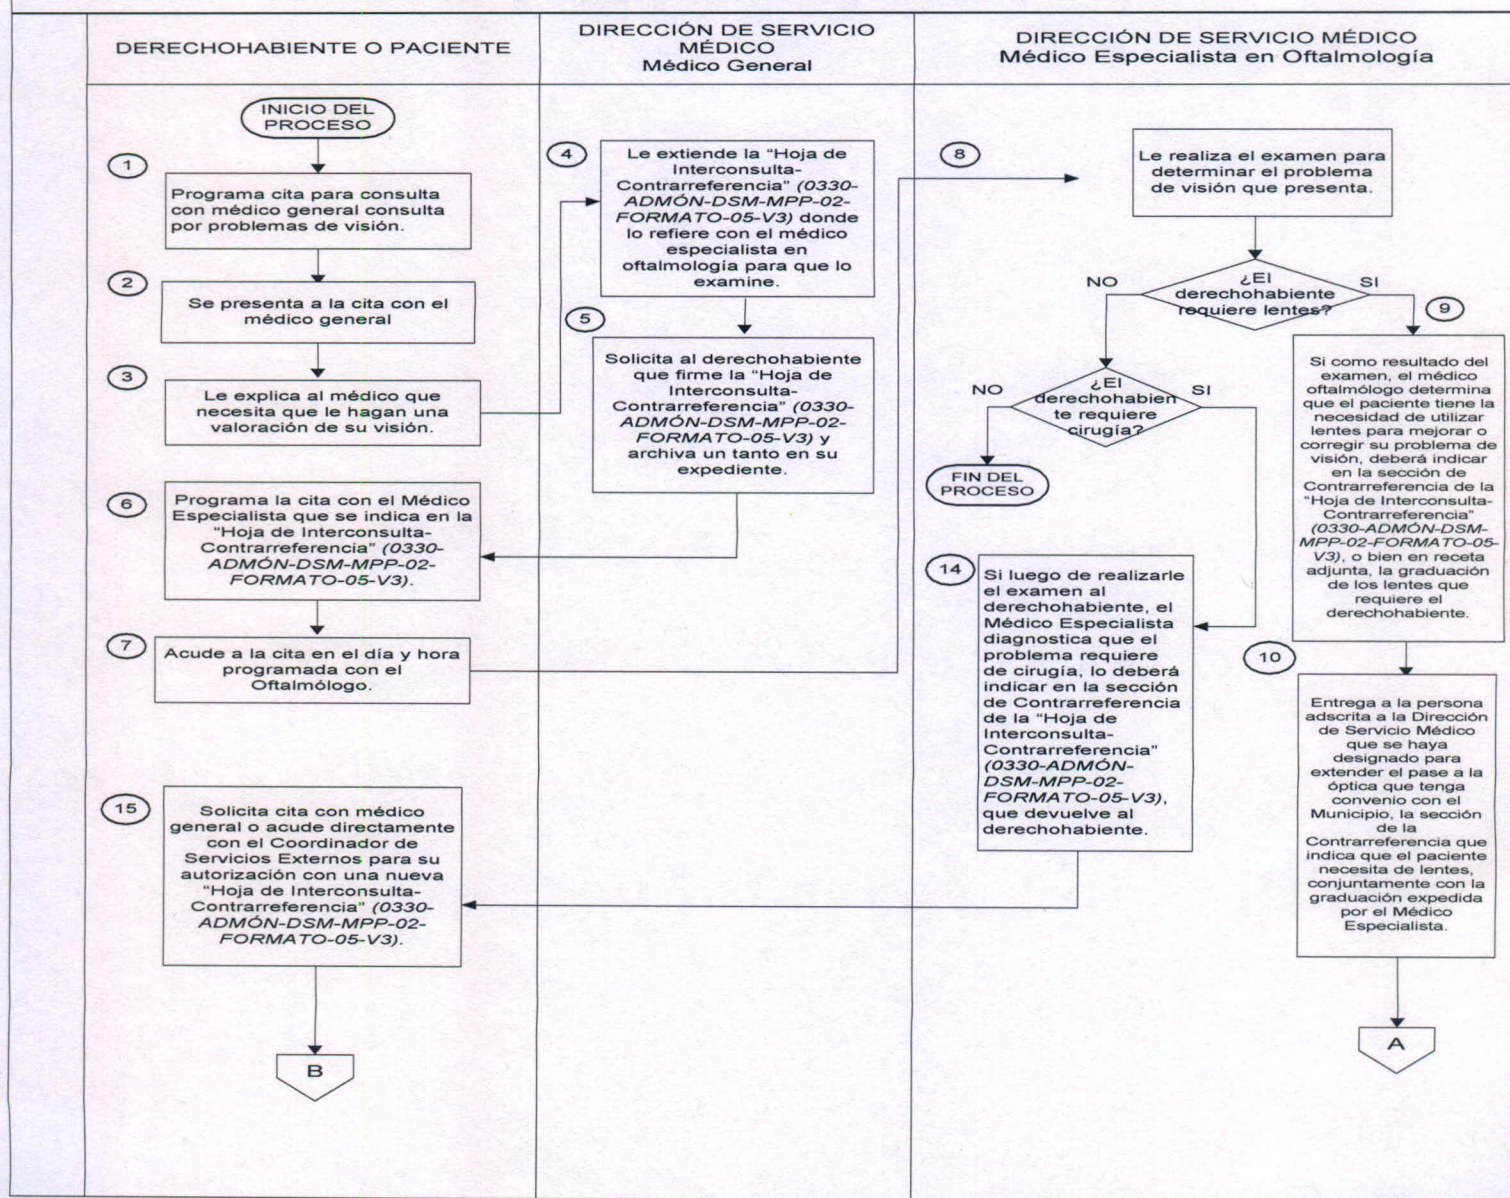 DERECHOHABIENTE O PACIENTE
DIRECCIÓN DE SERVICIO
MÉDICO
Médico General
DIRECCIÓN DE SERVICIO MÉDICO
Médico Especialista en Oftalmología
INICIO DEL
PROCESO
1
Programa cita para consulta
con médico general consulta
por problemas de visión.
2
Se presenta a la cita con el
médico general
3
Le explica al médico que
necesita que le hagan una
valoración de su visión.
4
Le extiende la “Hoja de
Interconsulta-
Contrarreferencia” (0330-
ADMÓN-DSM-MPP-02-
FORMATO-05-V3) donde
lo refiere con el médico
especialista en
oftalmología para que lo
examine.
5
Solicita al derechohabiente
que firme la “Hoja de
Interconsulta-
Contrarreferencia” (0330-
ADMÓN-DSM-MPP-02-
FORMATO-05-V3) y
archiva un tanto en su
expediente.
6
Programa la cita con el Médico
Especialista que se indica en la
“Hoja de Interconsulta-
Contrarreferencia” (0330-
ADMÓN-DSM-MPP-02-
FORMATO-05-V3).
7
Acude a la cita en el día y hora
programada con el
Oftalmólogo.
8
Le realiza el examen para
determinar el problema
de visión que presenta.
NO
¿El
derechohabiente
requiere lentes?
SI
9
Si como resultado del
examen, el médico
oftalmólogo determina
que el paciente tiene la
necesidad de utilizar
lentes para mejorar o
corregir su problema de
visión, deberá indicar
en la sección de
Contrarreferencia de la
“Hoja de Interconsulta-
Contrarreferencia”
(0330-ADMÓN-DSM-
MPP-02-FORMATO-05-
V3), o bien en receta
adjunta, la graduación
de los lentes que
requiere el
derechohabiente.
NO
¿El
derechohabien
te requiere
cirugía?
SI
FIN DEL
PROCESO
10
Entrega a la persona
adscrita a la Dirección
de Servicio Médico
que se haya
designado para
extender el pase a la
óptica que tenga
convenio con el
Municipio, la sección
de la
Contrarreferencia que
indica que el paciente
necesita de lentes,
conjuntamente con la
graduación expedida
por el Médico
Especialista.
A
14
Si luego de realizarle
el examen al
derechohabiente, el
Médico Especialista
diagnostica que el
problema requiere
de cirugía, lo deberá
indicar en la sección
de Contrarreferencia
de la “Hoja de
Interconsulta-
Contrarreferencia”
(0330-ADMÓN-
DSM-MPP-02-
FORMATO-05-V3),
que devuelve al
derechohabiente.
15
Solicita cita con médico
general o acude directamente
con el Coordinador de
Servicios Externos para su
autorización con una nueva
“Hoja de Interconsulta-
Contrarreferencia” (0330-
ADMÓN-DSM-MPP-02-
FORMATO-05-V3).
B